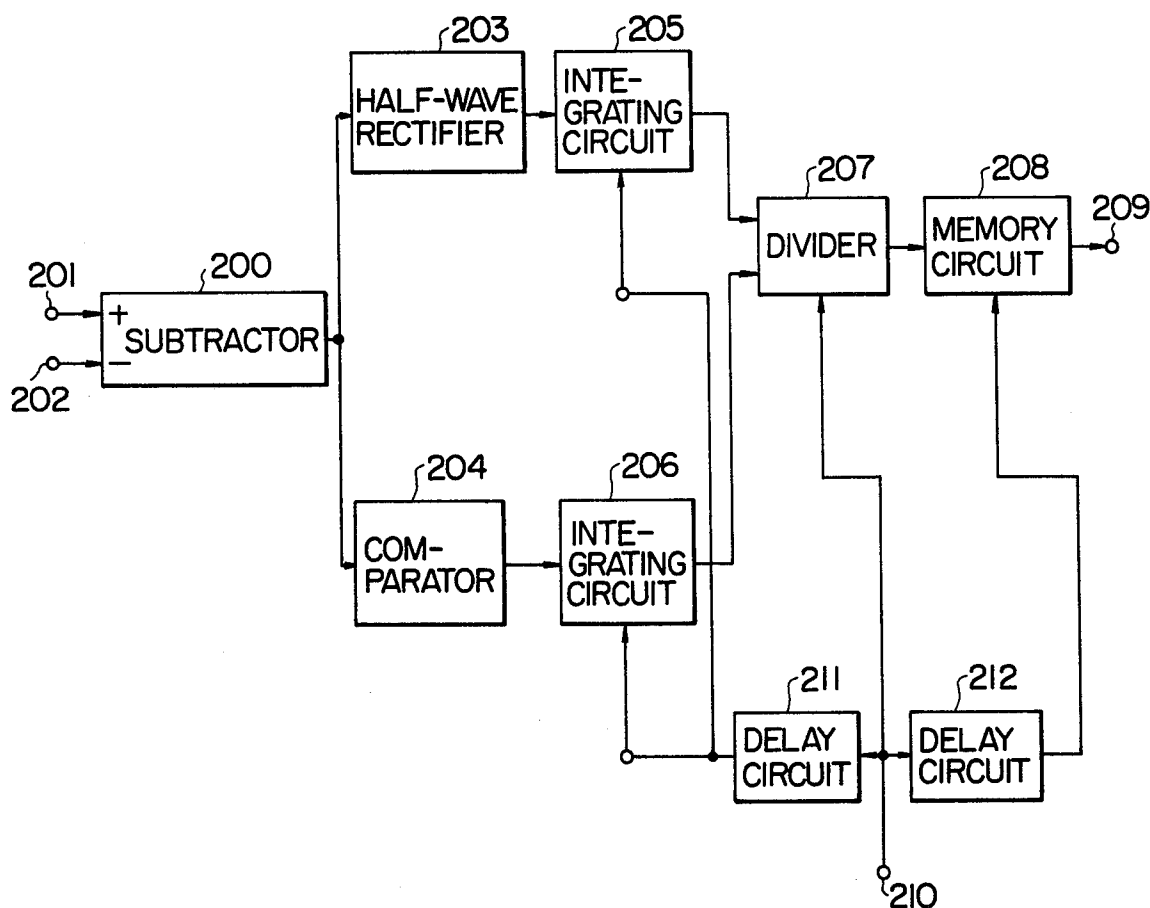 203
HALF-WAVE
RECTIFIER
205
INTE-
GRATING
CIRCUIT
207
DIVIDER
208
MEMORY
CIRCUIT
209
201
202
200
+
SUBTRACTOR
−
204
COM-
PARATOR
206
INTE-
GRATING
CIRCUIT
211
DELAY
CIRCUIT
212
DELAY
CIRCUIT
210